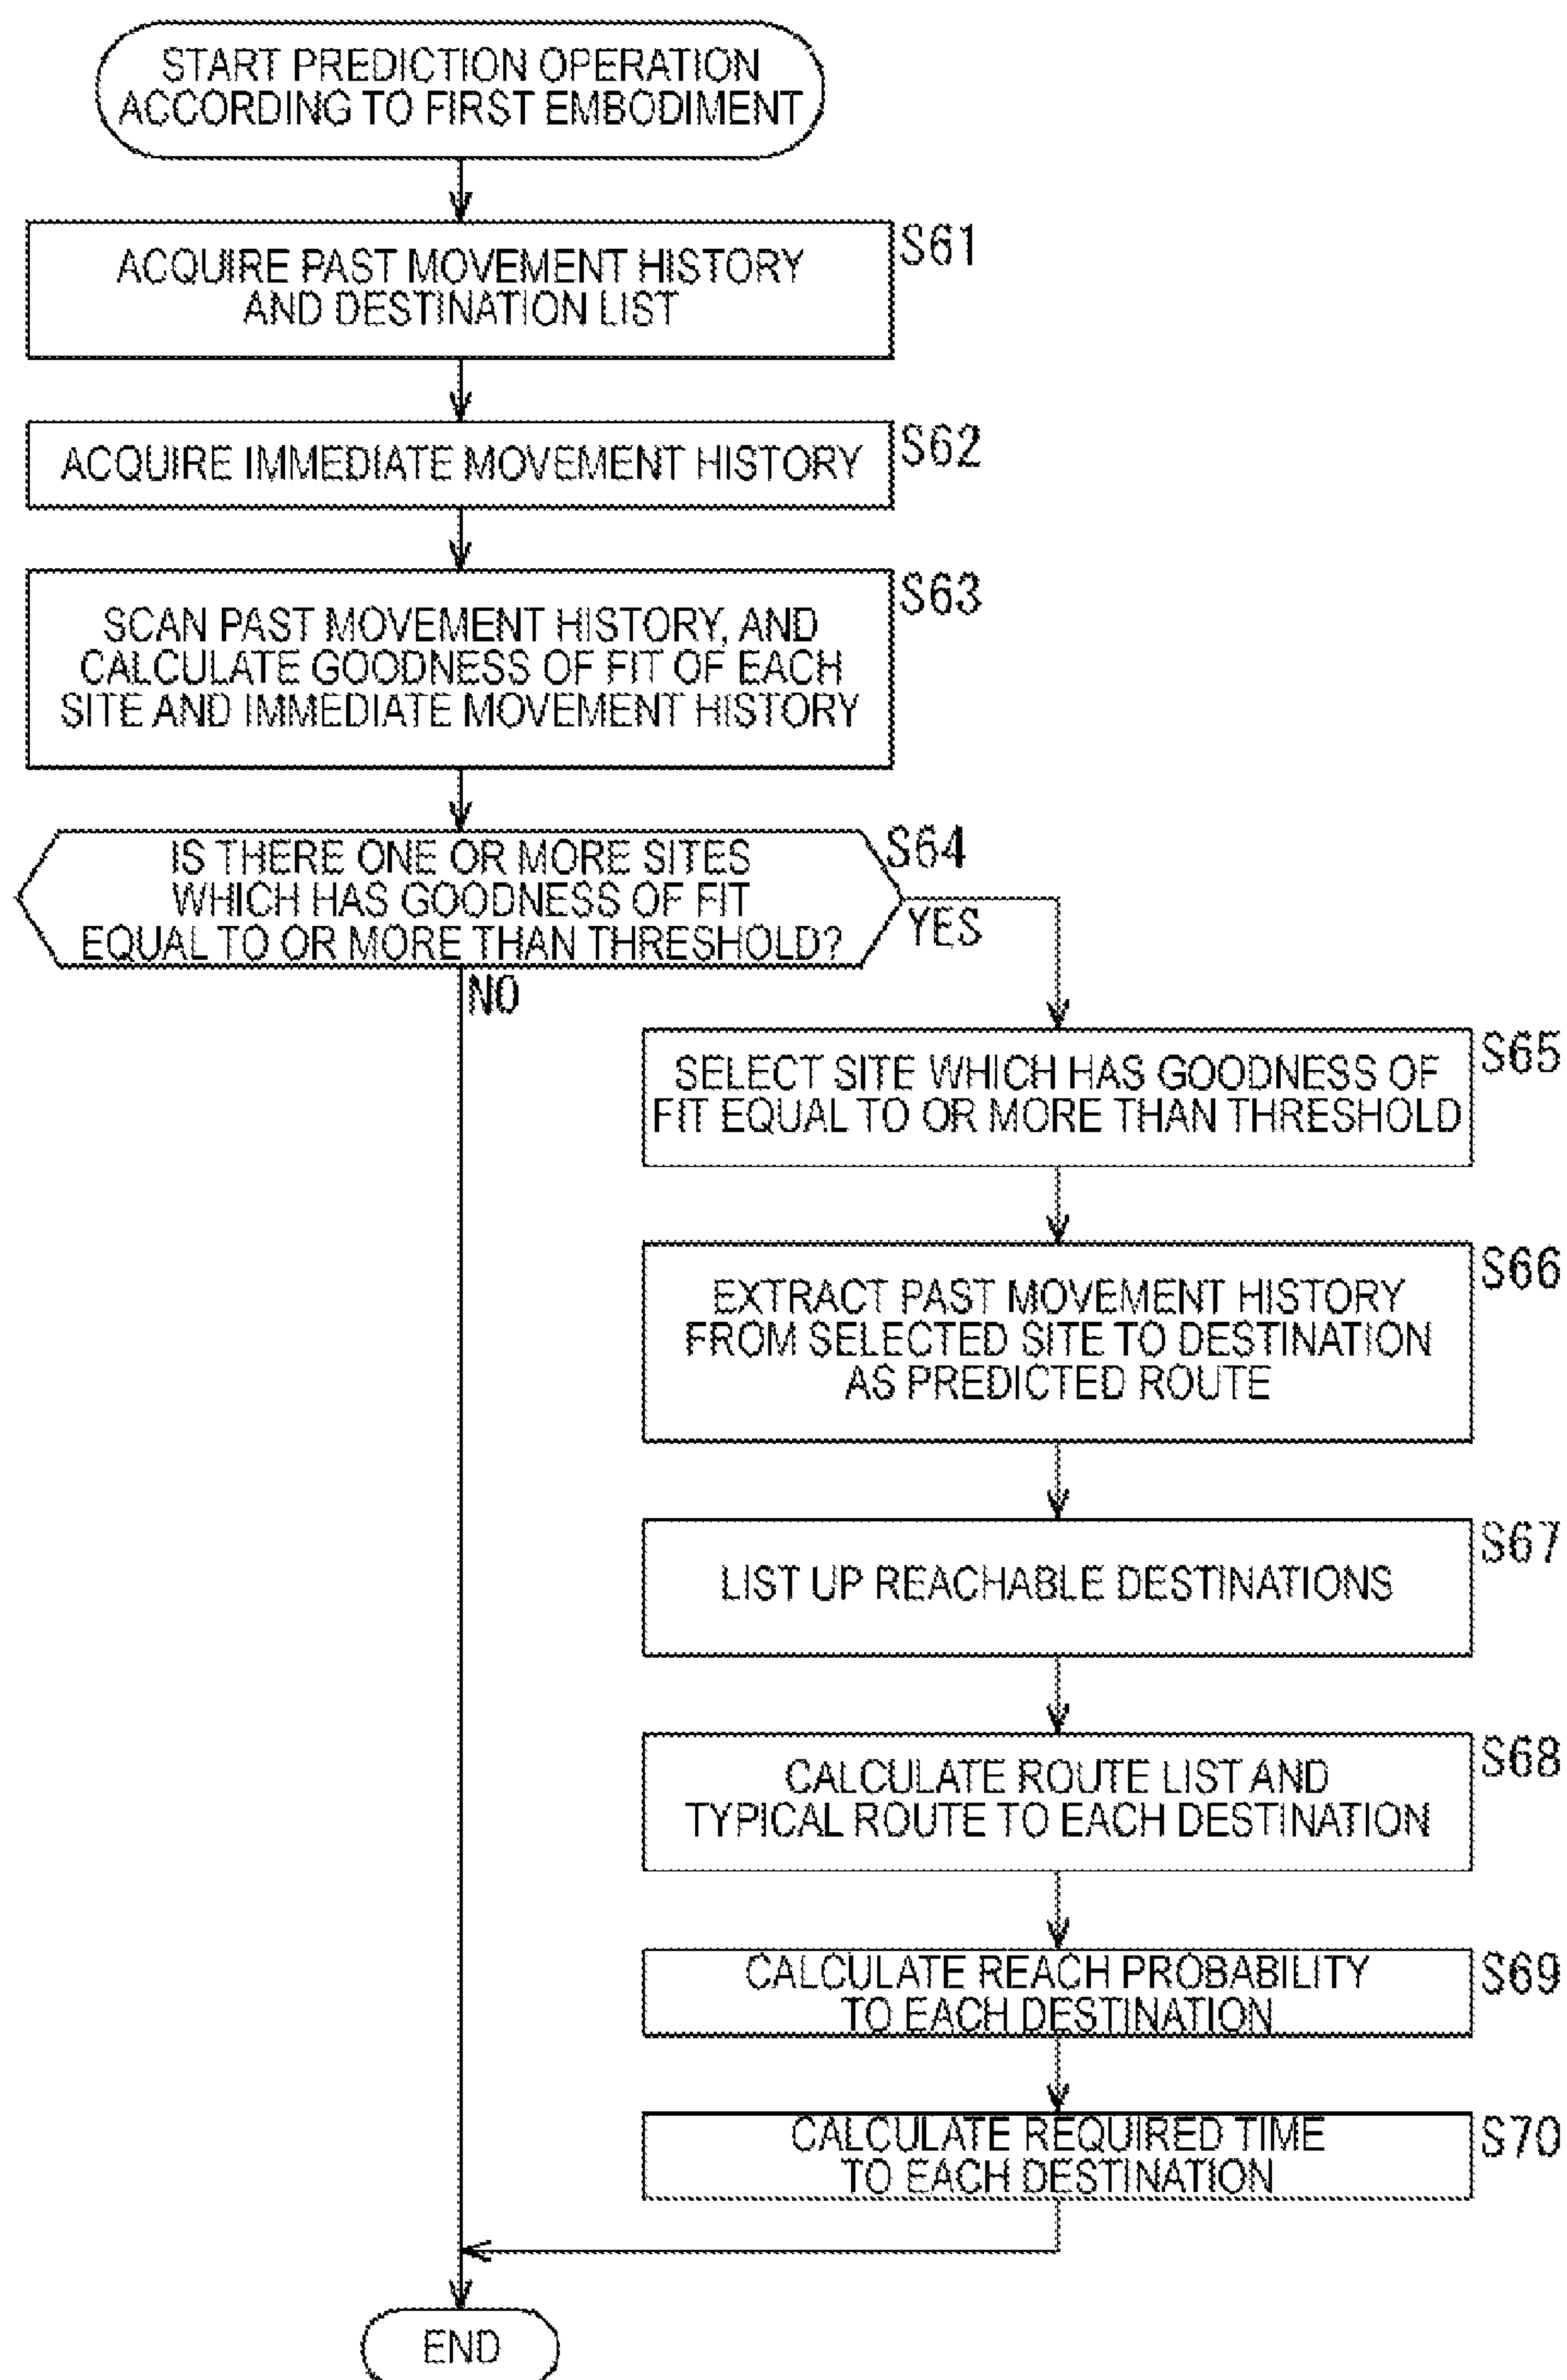 START PREDICTION OPERATION
ACCORDING TO FIRST EMBODIMENT
S61
ACQUIRE PAST MOVEMENT HISTORY
AND DESTINATION LIST
S62
ACQUIRE IMMEDIATE MOVEMENT HISTORY
S63
SCAN PAST MOVEMENT HISTORY, AND
CALCULATE GOODNESS OF FIT OF EACH
SITE AND IMMEDIATE MOVEMENT HISTORY
S64
IS THERE ONE OR MORE SITES
WHICH HAS GOODNESS OF FIT
EQUAL TO OR MORE THAN THRESHOLD?
YES
NO
S65
SELECT SITE WHICH HAS GOODNESS OF
FIT EQUAL TO OR MORE THAN THRESHOLD
S66
EXTRACT PAST MOVEMENT HISTORY
FROM SELECTED SITE TO DESTINATION
AS PREDICTED ROUTE
S67
LIST UP REACHABLE DESTINATIONS
S68
CALCULATE ROUTE LIST AND
TYPICAL ROUTE TO EACH DESTINATION
S69
CALCULATE REACH PROBABILITY
TO EACH DESTINATION
S70
CALCULATE REQUIRED TIME
TO EACH DESTINATION
END